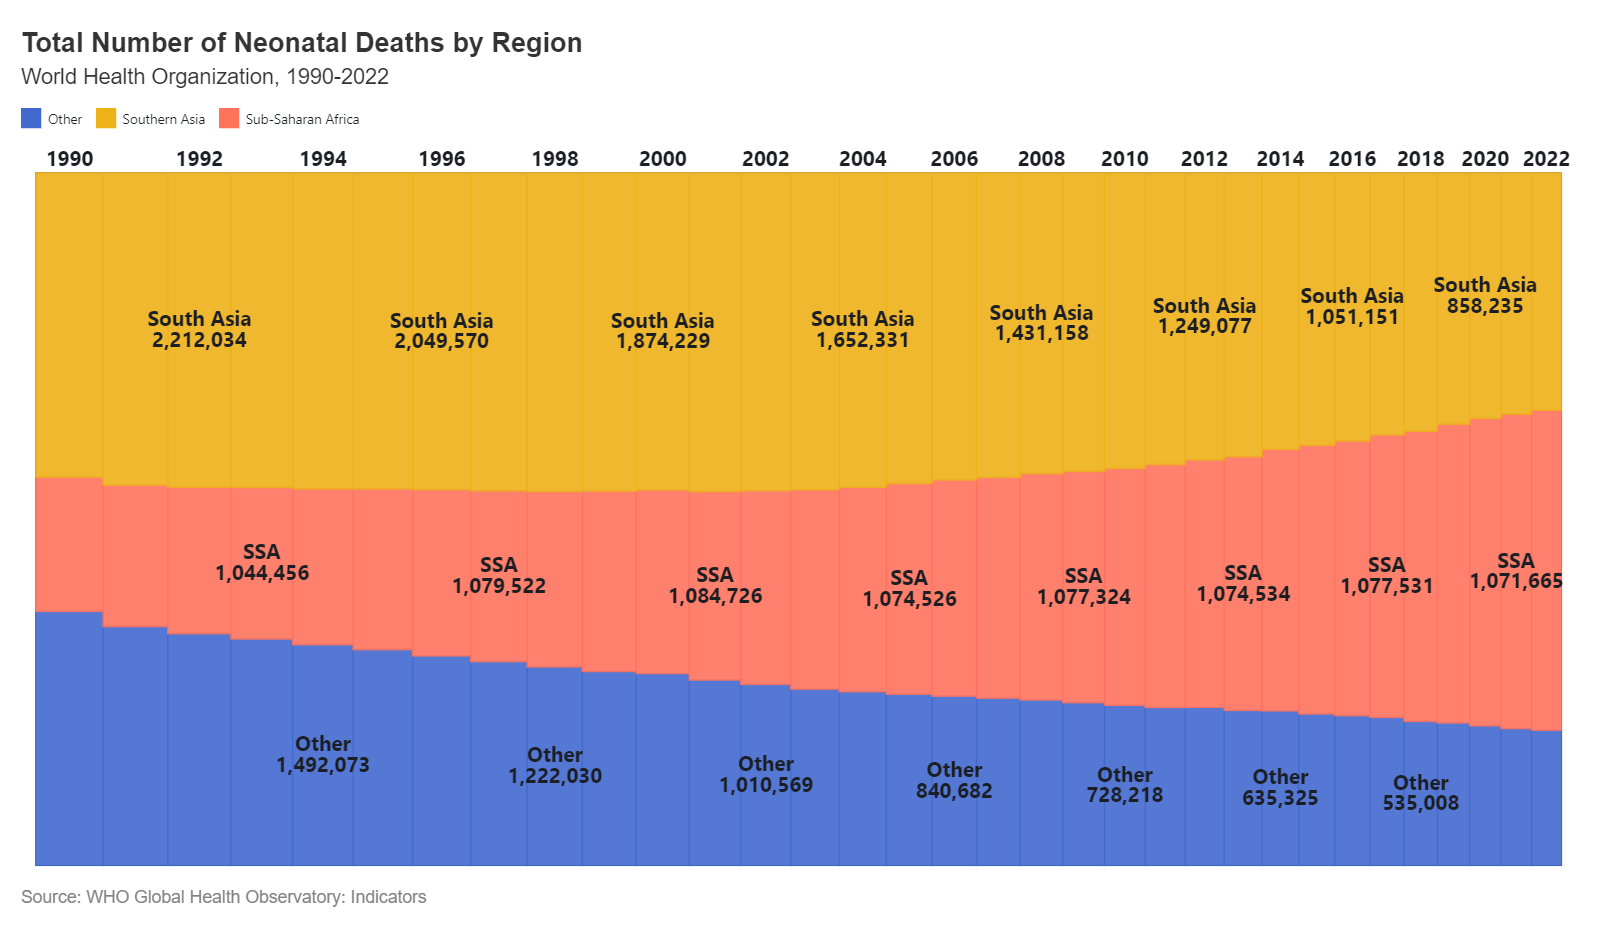 Total Number of Neonatal Deaths by Region
World Health Organization, 1990-2022
Other Southern Asia Sub-Saharan Africa
1990 1992 1994 1996 1998 2000 2002 2004 2006 2008 2010 2012 2014 2016 2018 2020 2022
South Asia
2,212,034
South Asia
2,049,570
South Asia
1,874,229
South Asia
1,652,331
South Asia
1,431,158
South Asia
1,249,077
South Asia
1,051,151
South Asia
858,235
SSA
1,044,456
SSA
1,079,522
SSA
1,084,726
SSA
1,074,526
SSA
1,077,324
SSA
1,074,534
SSA
1,077,531
SSA
1,071,665
Other
1,492,073
Other
1,222,030
Other
1,010,569
Other
840,682
Other
728,218
Other
635,325
Other
535,008
Source: WHO Global Health Observatory: Indicators